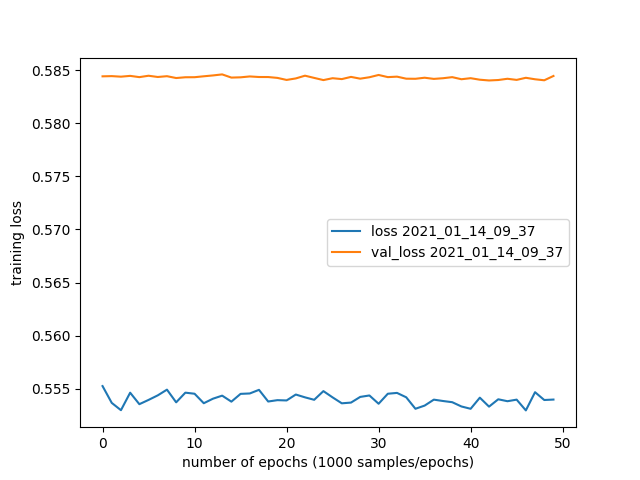 0.585
0.580
0.575
0.570
0.565
0.560
0.555
training loss
loss 2021_01_14_09_37
val_loss 2021_01_14_09_37
0 10 20 30 40 50
number of epochs (1000 samples/epochs)